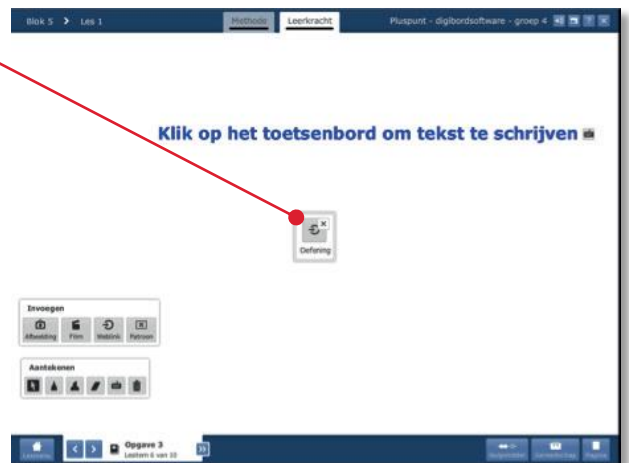 Blok 5 > Les 1
Methode
Leerkracht
Pluspunt - digibordsoftware - groep 4
Klik op het toetsenbord om tekst te schrijven
Oefening
Invoegen
Afbeelding Film Weblink Patroon
Aantekenen
Opgave 3
Lesitem 6 van 10
Pagina